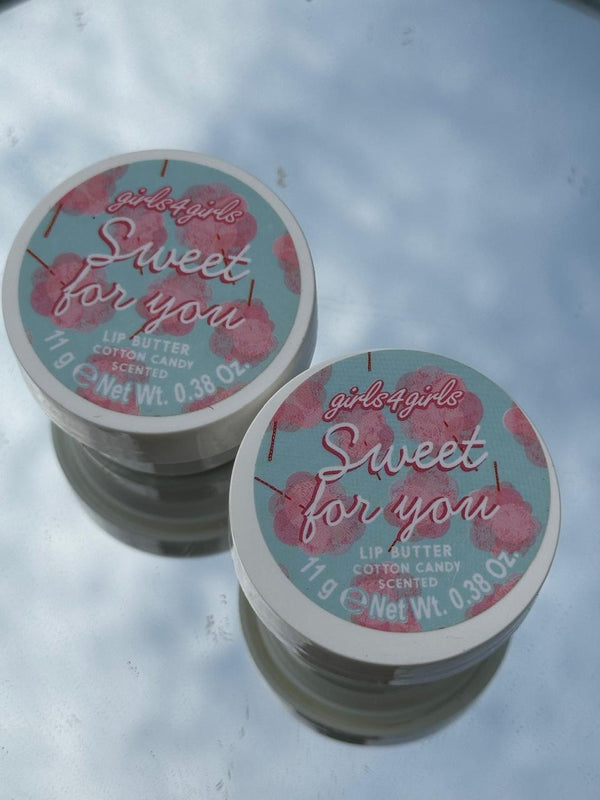 girls4girls
Sweet
for you
LIP BUTTER
COTTON CANDY
SCENTED
11 g ℮ Net Wt. 0.38 Oz.
girls4girls
Sweet
for you
LIP BUTTER
COTTON CANDY
SCENTED
11 g ℮ Net Wt. 0.38 Oz.